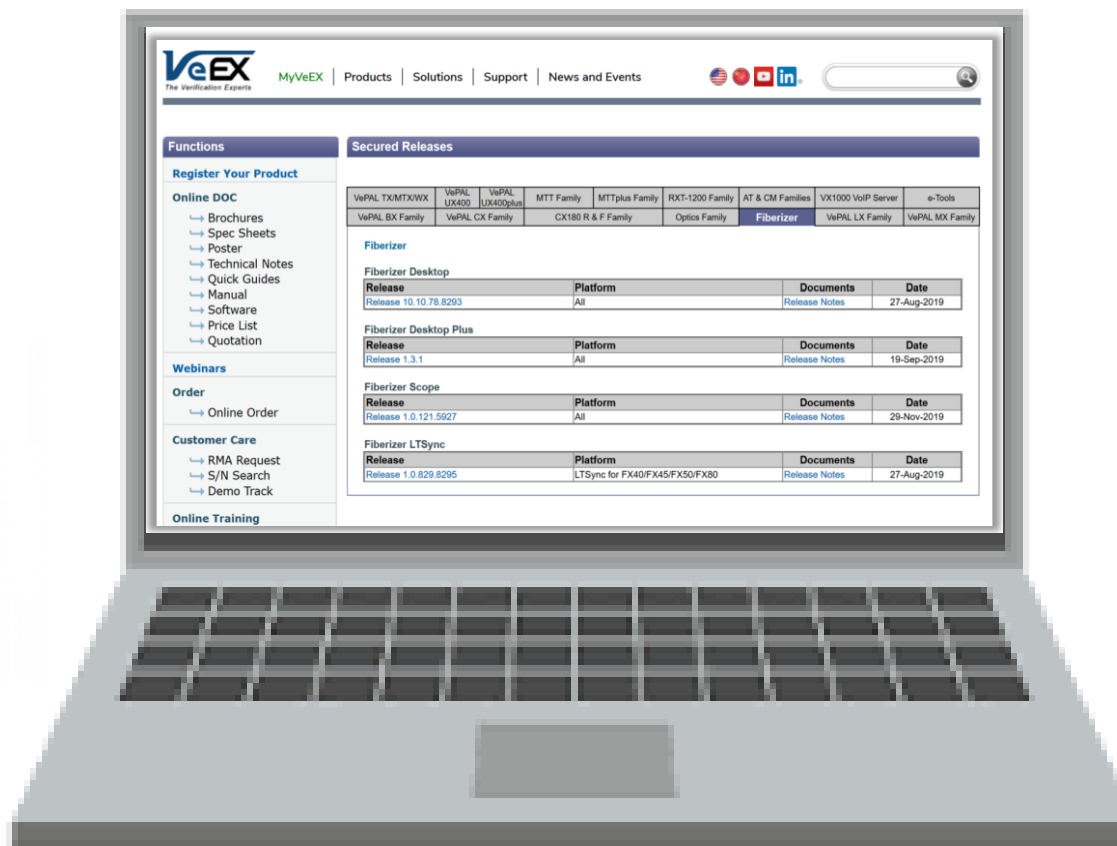 VeEX
The Verification Experts
MyVeEX | Products | Solutions | Support | News and Events
in
Functions
Register Your Product
Online DOC
Brochures
Spec Sheets
Poster
Technical Notes
Quick Guides
Manual
Software
Price List
Quotation
Webinars
Order
Online Order
Customer Care
RMA Request
S/N Search
Demo Track
Online Training
Secured Releases
VePAL TX/MTX/WX VePAL UX400 VePAL UX400plus MTT Family MTTplus Family RXT-1200 Family AT & CM Families VX1000 VoIP Server e-Tools
VePAL BX Family VePAL CX Family CX180 R & F Family Optics Family Fiberizer VePAL LX Family VePAL MX Family
Fiberizer
Fiberizer Desktop
Release Platform Documents Date
Release 10.10.78.8293 All Release Notes 27-Aug-2019
Fiberizer Desktop Plus
Release Platform Documents Date
Release 1.3.1 All Release Notes 19-Sep-2019
Fiberizer Scope
Release Platform Documents Date
Release 1.0.121.5927 All Release Notes 29-Nov-2019
Fiberizer LTSync
Release Platform Documents Date
Release 1.0.829.8295 LTSync for FX40/FX45/FX50/FX80 Release Notes 27-Aug-2019